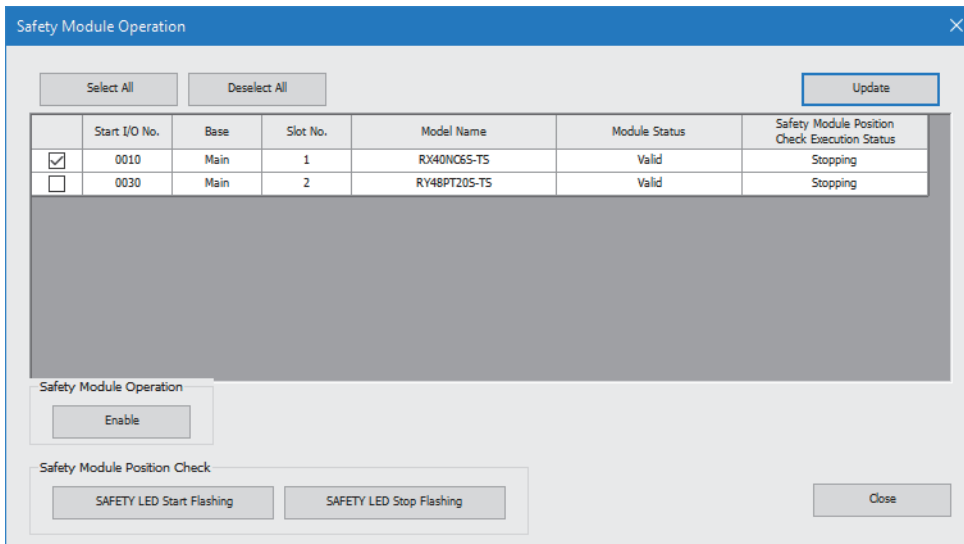 Safety Module Operation
Select All
Deselect All
Update
Start I/O No.
Base
Slot No.
Model Name
Module Status
Safety Module Position
Check Execution Status
0010
Main
1
RX40NC6S-TS
Valid
Stopping
0030
Main
2
RY48PT20S-TS
Valid
Stopping
Safety Module Operation
Enable
Safety Module Position Check
SAFETY LED Start Flashing
SAFETY LED Stop Flashing
Close